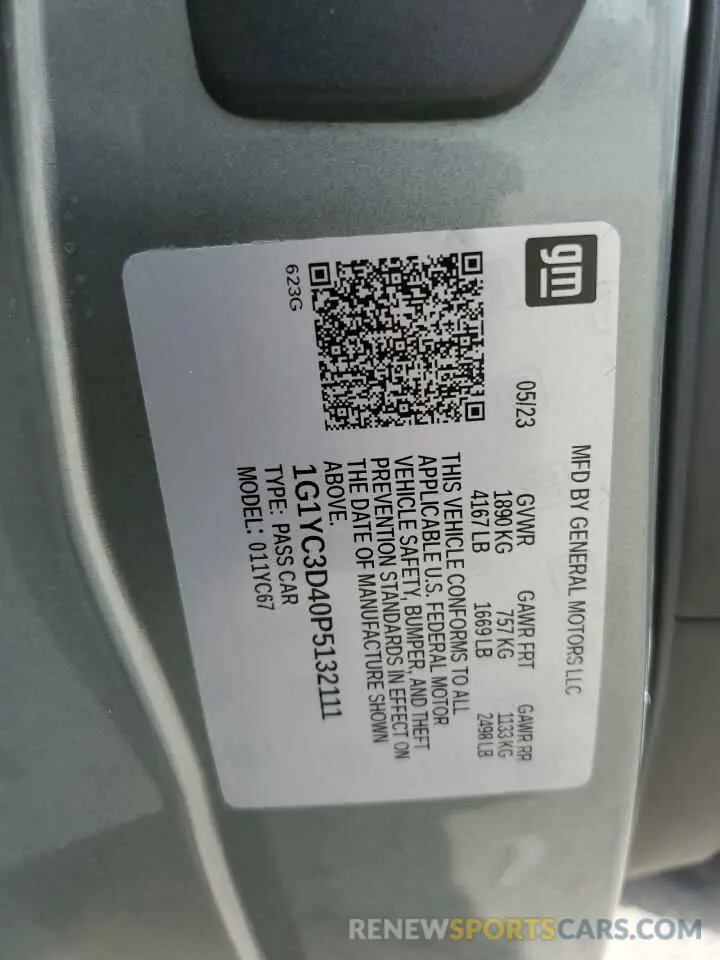 gm
MFD BY GENERAL MOTORS LLC
05/23 GVWR GAWR FRT GAWR RR
1890 KG 757 KG 1133 KG
4167 LB 1669 LB 2498 LB
THIS VEHICLE CONFORMS TO ALL
APPLICABLE U.S. FEDERAL MOTOR
VEHICLE SAFETY, BUMPER, AND THEFT
PREVENTION STANDARDS IN EFFECT ON
THE DATE OF MANUFACTURE SHOWN
ABOVE.
1G1YC3D40P5132111
TYPE: PASS CAR
MODEL: 011YC67
623G
RENEWSPORTSCARS.COM